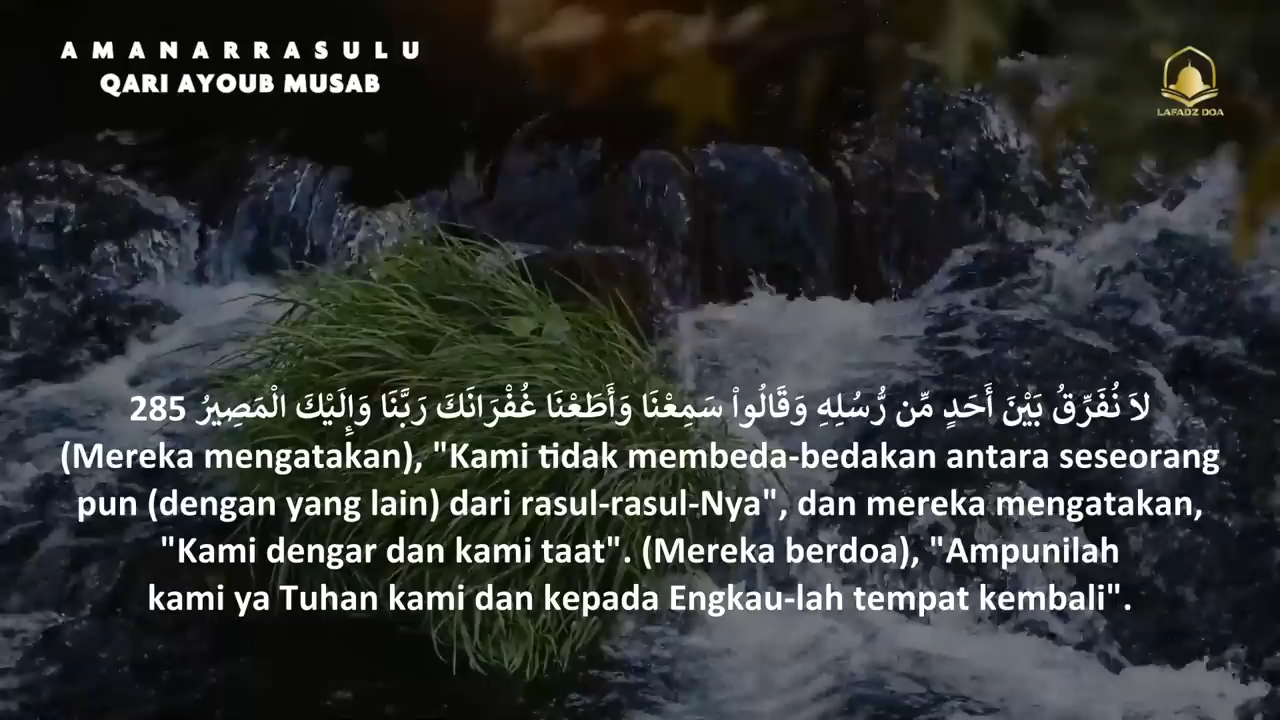 AMANARRASULU
QARI AYOUB MUSAB
LAFADZ DOA
لاَ نُفَرِّقُ بَيْنَ أَحَدٍ مِّن رُّسُلِهِ وَقَالُواْ سَمِعْنَا وَأَطَعْنَا غُفْرَانَكَ رَبَّنَا وَإِلَيْكَ الْمَصِيرُ 285
(Mereka mengatakan), "Kami tidak membeda-bedakan antara seseorang
pun (dengan yang lain) dari rasul-rasul-Nya", dan mereka mengatakan,
"Kami dengar dan kami taat". (Mereka berdoa), "Ampunilah
kami ya Tuhan kami dan kepada Engkau-lah tempat kembali".